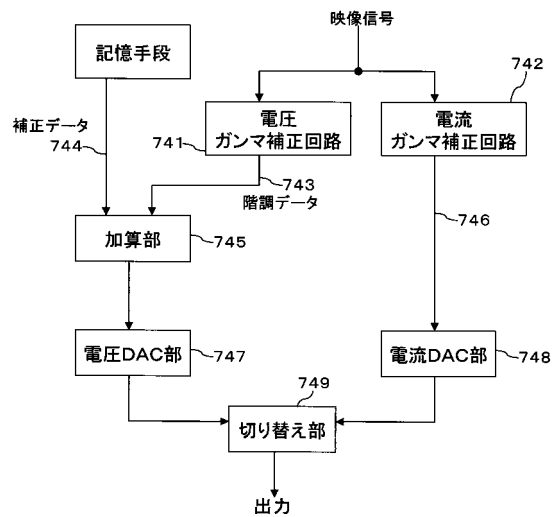 映像信号
記憶手段
742
電圧
ガンマ補正回路
電流
ガンマ補正回路
補正データ
744
741
743
階調データ
加算部
745
746
電圧DAC部
747
電流DAC部
748
749
切り替え部
出力